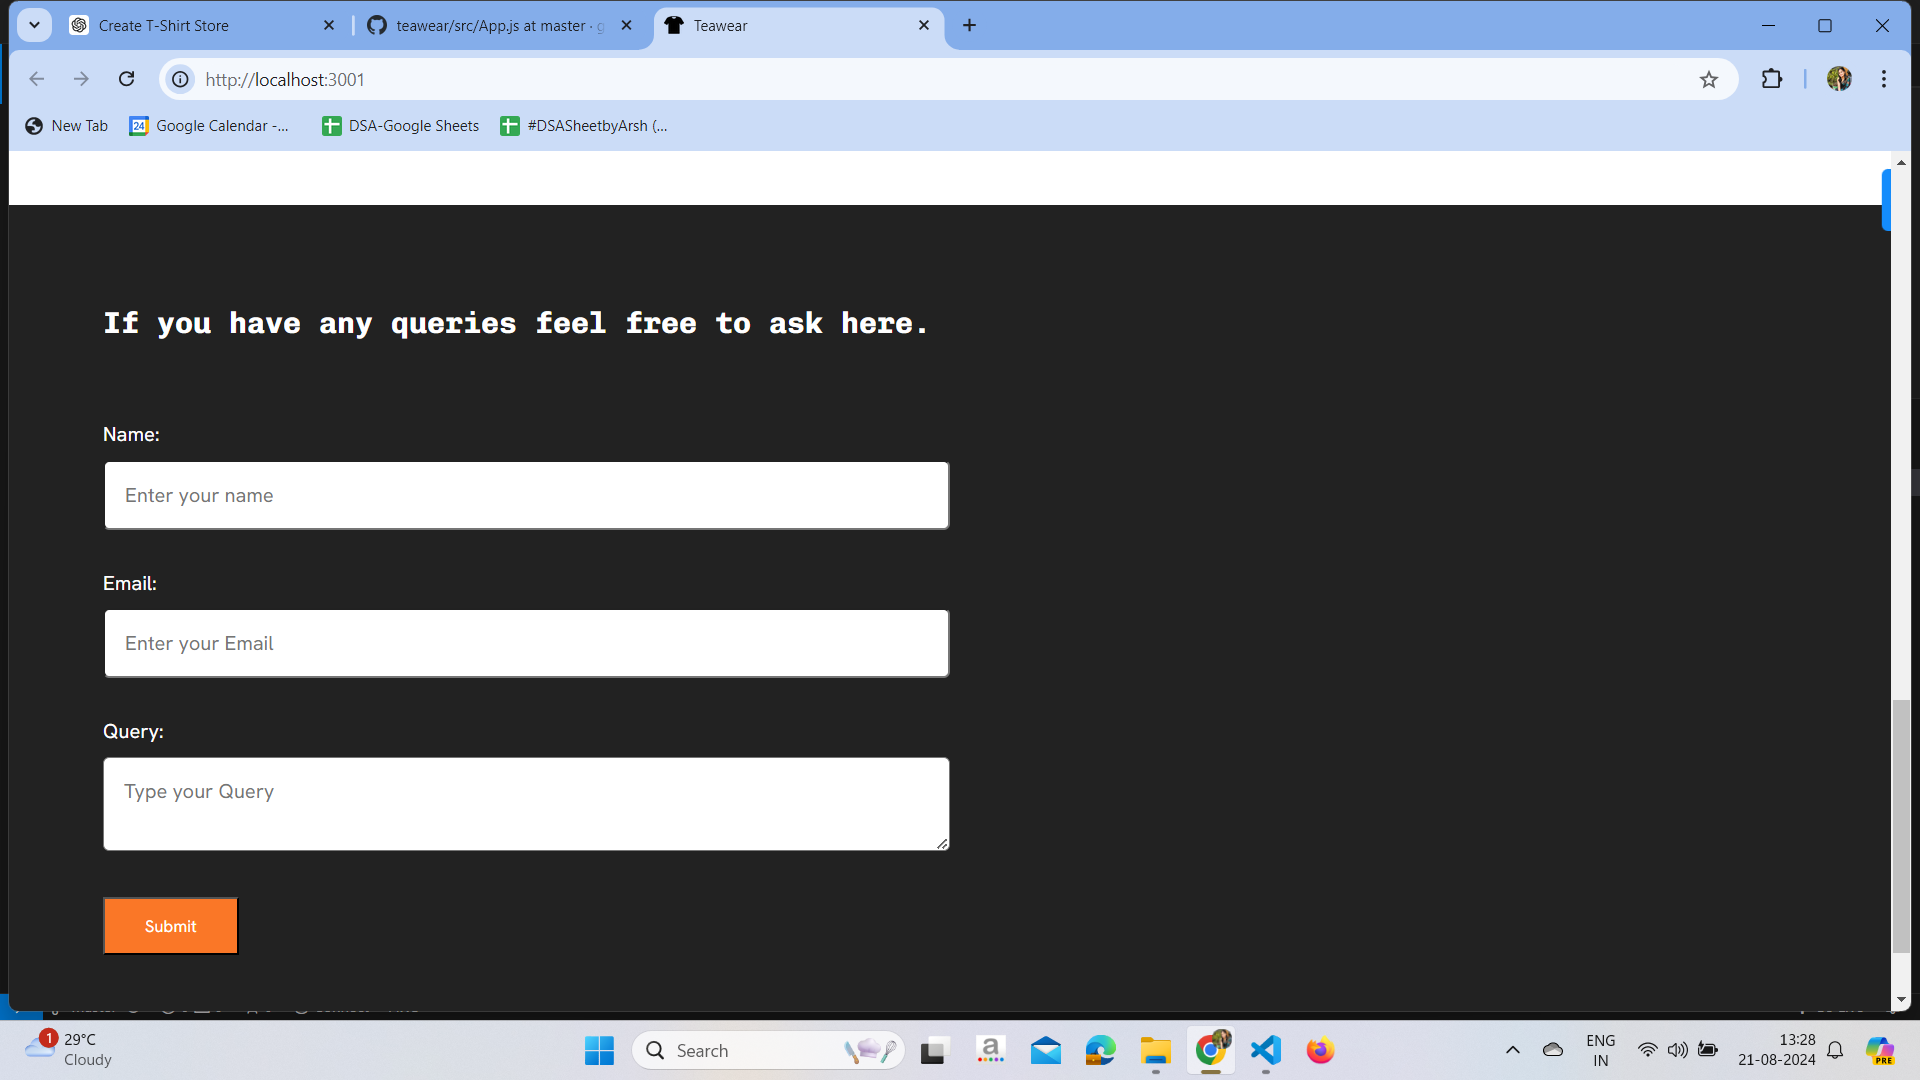 Create T-Shirt Store
teawear/src/App.js at master ·
Teawear
http://localhost:3001
New Tab
24
Google Calendar -...
DSA-Google Sheets
#DSASheetbyArsh (...
If you have any queries feel free to ask here.
Name:
Enter your name
Email:
Enter your Email
Query:
Type your Query
Submit
1
29°C
Cloudy
Search
a
PRE
ENG
IN
13:28
21-08-2024